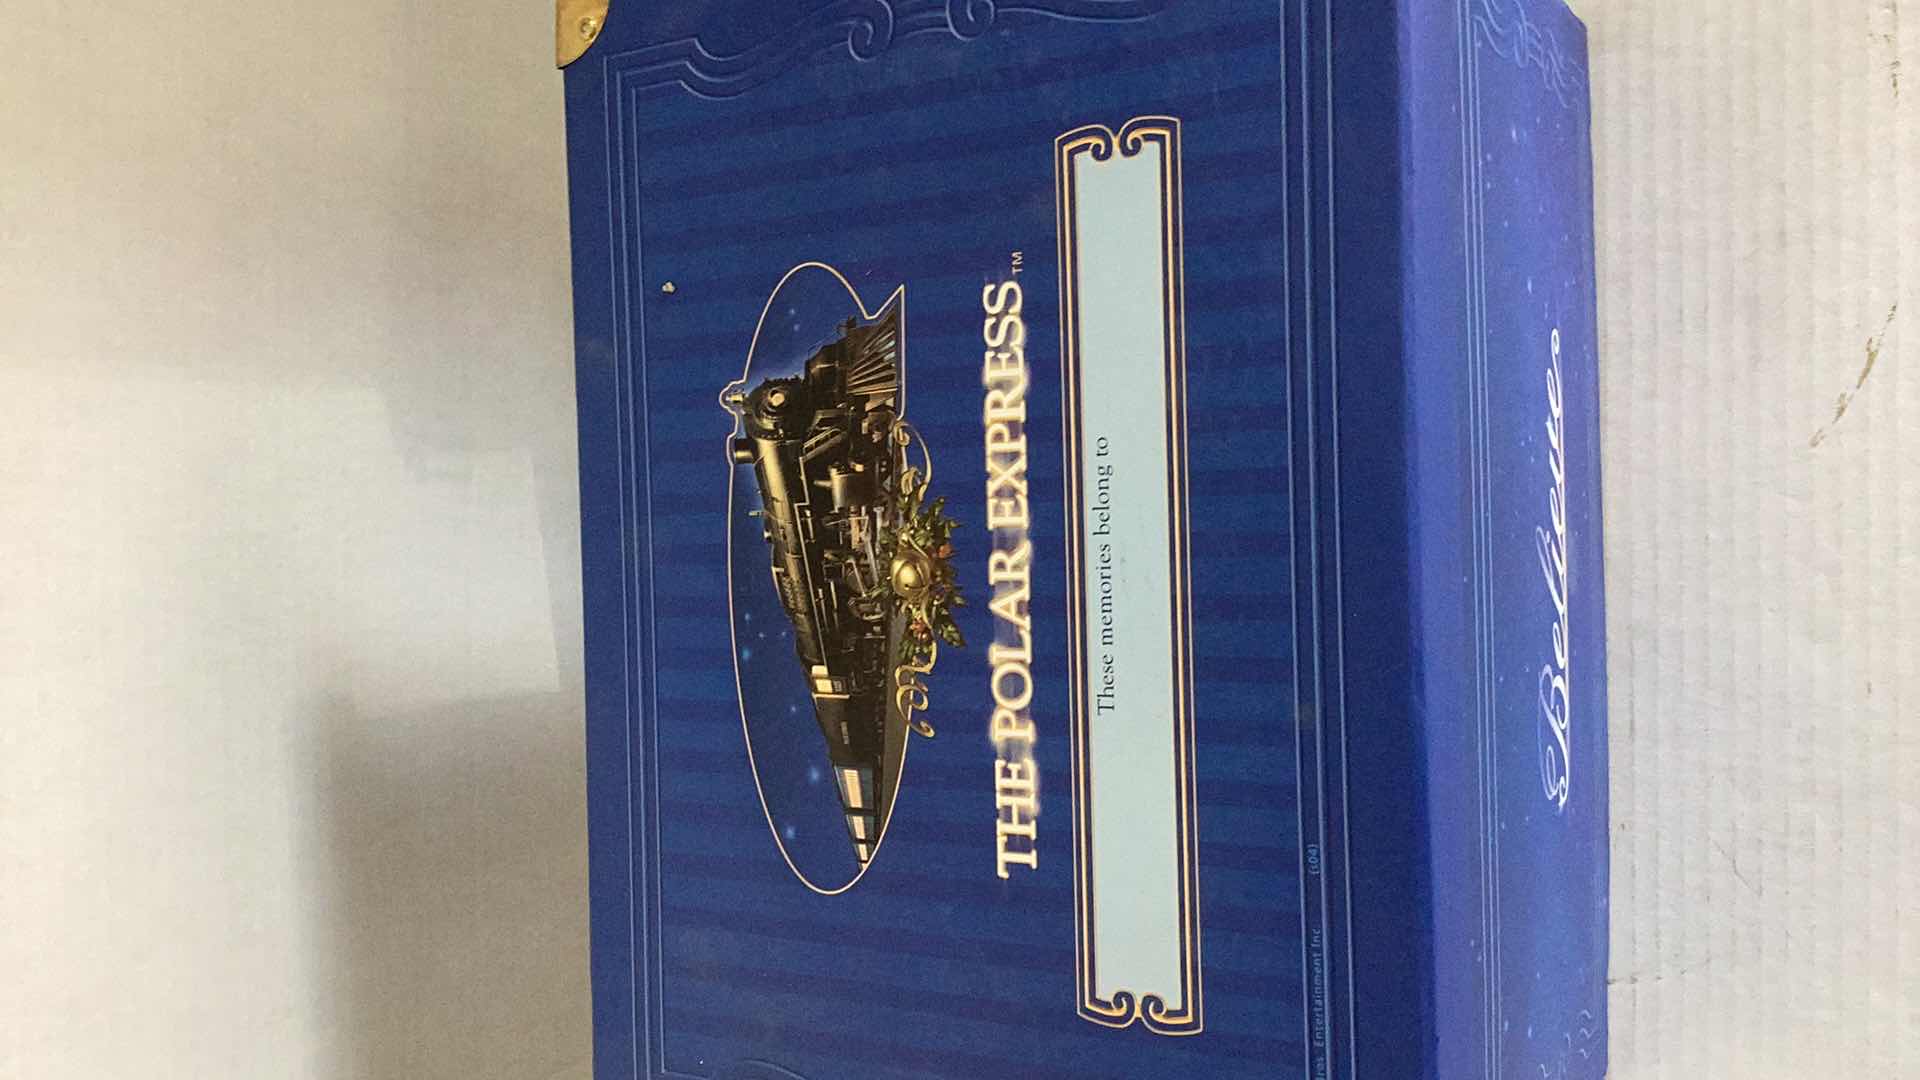 THE POLAR EXPRESS™
These memories belong to
Entertainment Inc. (s04)
Believe